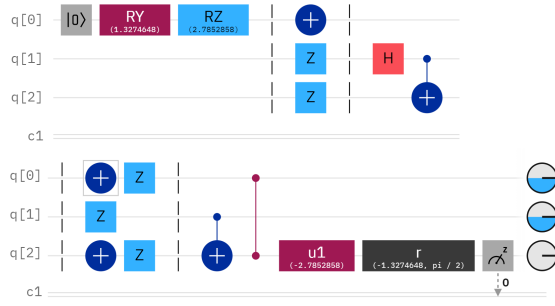 q[0] |0⟩ RY (1.3274648) RZ (2.7852858)
q[1] Z H
q[2] Z
c1
q[0] Z
q[1] Z
q[2] u1 (-2.7852858) r (-1.3274648, pi / 2) z
0
c1